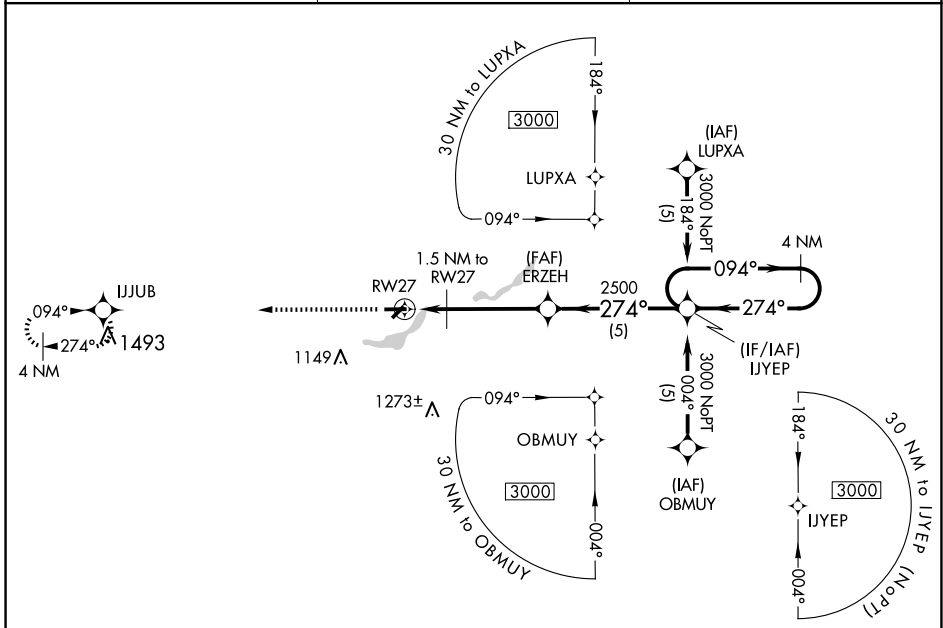 30 NM to LUPXA
184°
3000
LUPXA
094°
(IAF)
LUPXA
3000 NoPT
184°
(5)
4 NM
094°
1.5 NM to
RW27
(FAF)
ERZEH
RW27
2500
274°
(5)
274°
(IF/IAF)
IJYEP
IJJUB
094°
274°
1493
4 NM
1149
1273±
094°
OBMUY
3000
30 NM to OBMUY
004°
3000 NoPT
004°
(5)
(IAF)
OBMUY
184°
30 NM to IJYEP (NoPT)
3000
IJYEP
004°